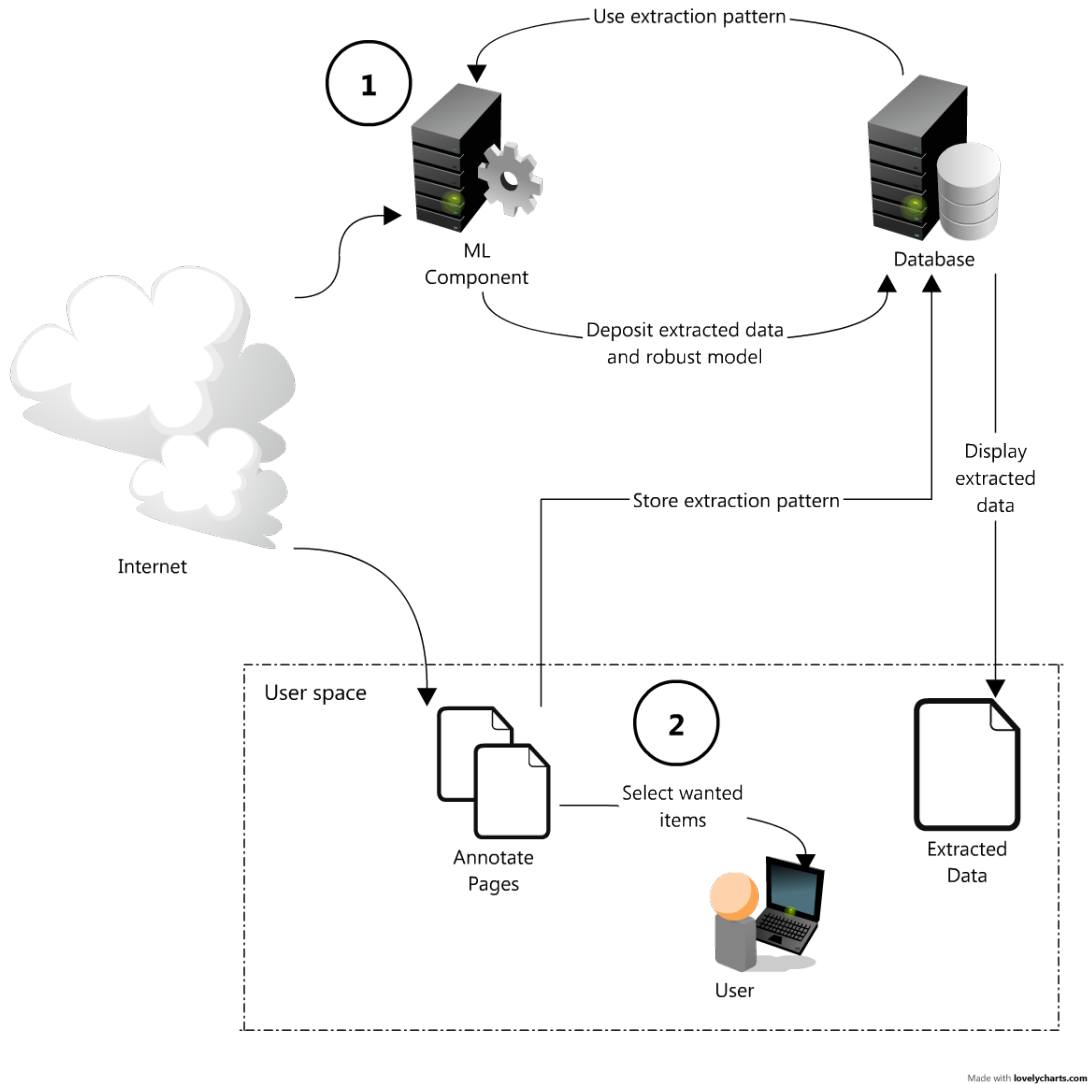 Use extraction pattern
1
ML
Component
Database
Deposit extracted data
and robust model
Display
extracted
data
Store extraction pattern
Internet
User space
2
Select wanted
items
Annotate
Pages
Extracted
Data
User
Made with lovelycharts.com